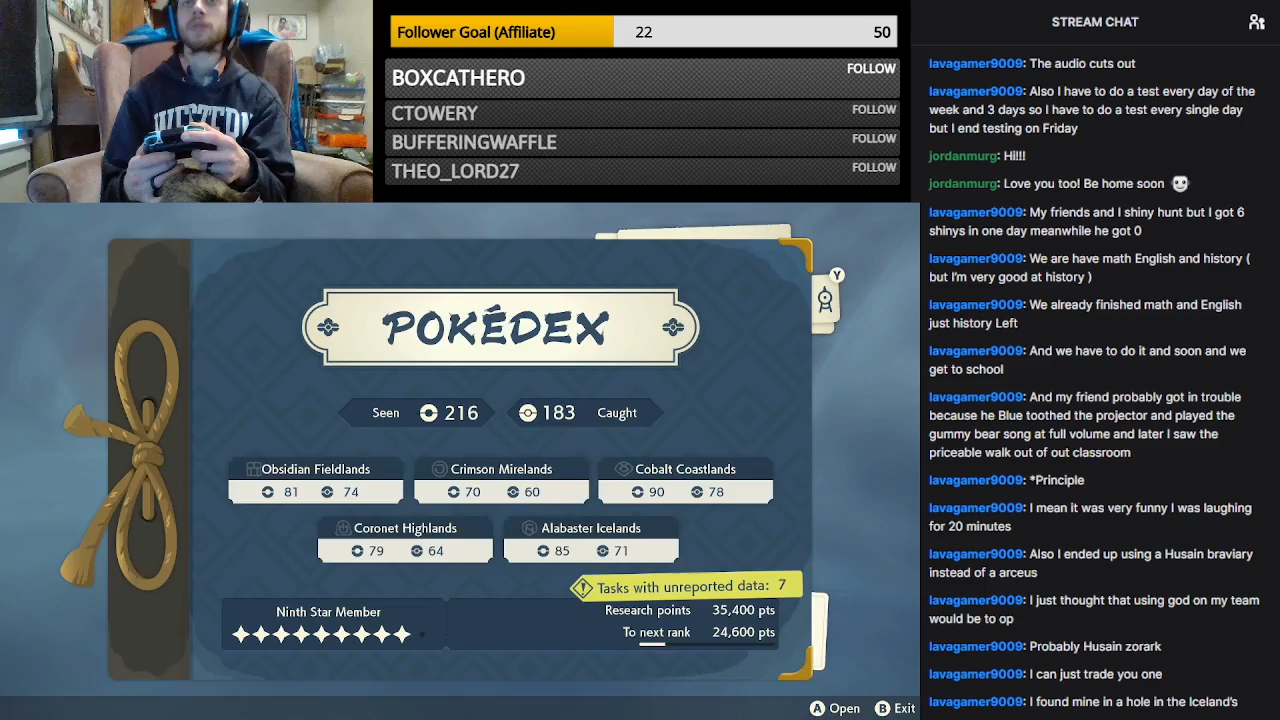 Follower Goal (Affiliate)
22
50
BOXCATHERO
FOLLOW
CTOWERY
FOLLOW
BUFFERINGWAFFLE
FOLLOW
THEO_LORD27
FOLLOW
WESTERN
Y
POKÉDEX
Seen 216
183 Caught
Obsidian Fieldlands
81 74
Crimson Mirelands
70 60
Cobalt Coastlands
90 78
Coronet Highlands
79 64
Alabaster Icelands
85 71
Tasks with unreported data: 7
Ninth Star Member
Research points 35,400 pts
To next rank 24,600 pts
A Open
B Exit
STREAM CHAT
lavagamer9009: The audio cuts out
lavagamer9009: Also I have to do a test every day of the
week and 3 days so I have to do a test every single day
but I end testing on Friday
jordanmurg: Hi!!!
jordanmurg: Love you too! Be home soon
lavagamer9009: My friends and I shiny hunt but I got 6
shinys in one day meanwhile he got 0
lavagamer9009: We are have math English and history (
but I'm very good at history )
lavagamer9009: We already finished math and English
just history Left
lavagamer9009: And we have to do it and soon and we
get to school
lavagamer9009: And my friend probably got in trouble
because he Blue toothed the projector and played the
gummy bear song at full volume and later I saw the
priceable walk out of out classroom
lavagamer9009: *Principle
lavagamer9009: I mean it was very funny I was laughing
for 20 minutes
lavagamer9009: Also I ended up using a Husain braviary
instead of a arceus
lavagamer9009: I just thought that using god on my team
would be to op
lavagamer9009: Probably Husain zorark
lavagamer9009: I can just trade you one
lavagamer9009: I found mine in a hole in the Iceland's